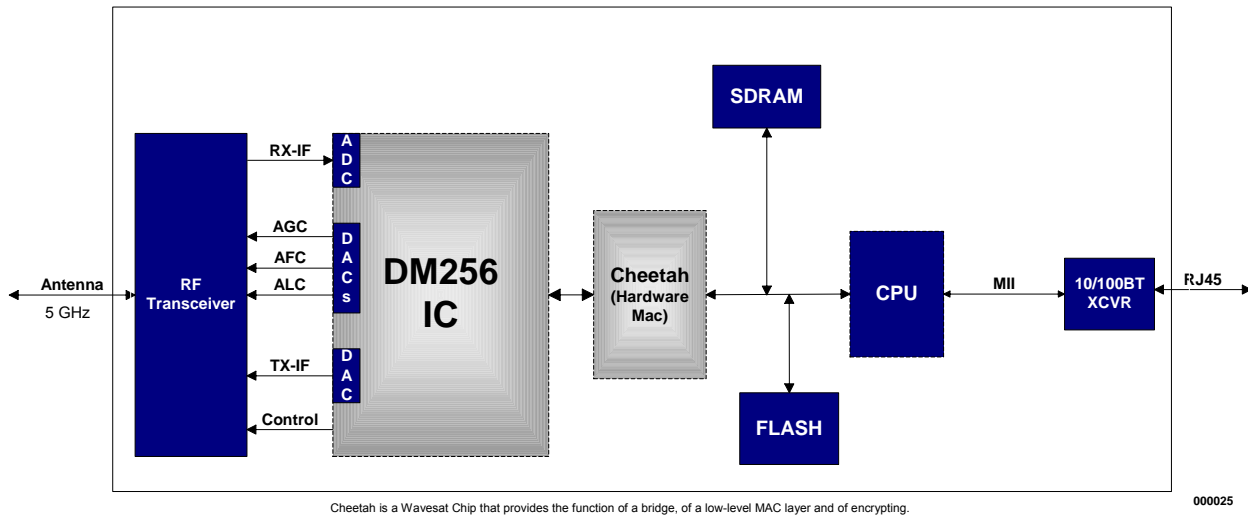 SDRAM
RX-IF
A
D
C
AGC
AFC
ALC
D
A
C
s
Antenna
5 GHz
RF
Transceiver
DM256
IC
Cheetah
(Hardware
Mac)
CPU
MII
10/100BT
XCVR
RJ45
TX-IF
D
A
C
Control
FLASH
Cheetah is a Wavesat Chip that provides the function of a bridge, of a low-level MAC layer and of encrypting.
000025